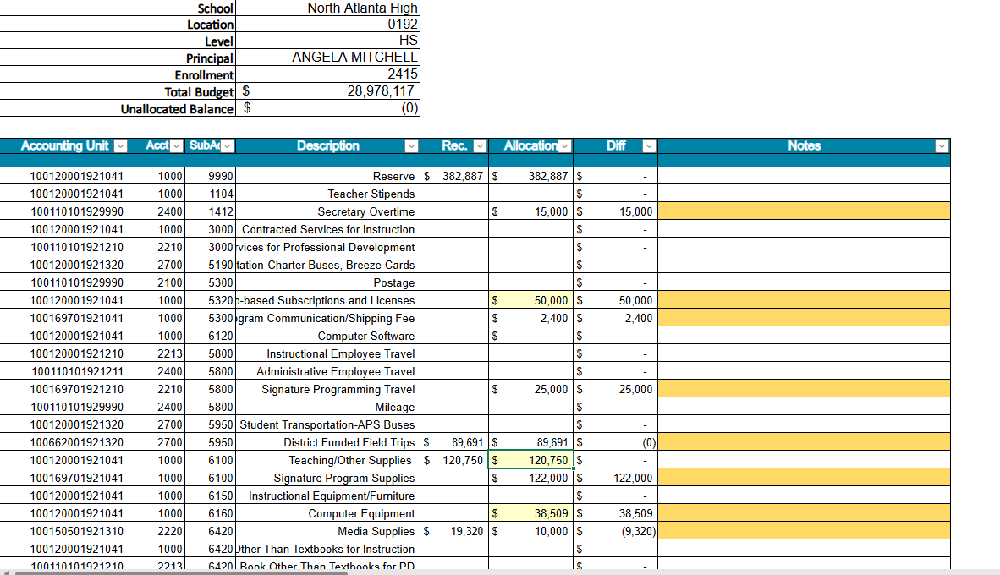 School North Atlanta High
Location 0192
Level HS
Principal ANGELA MITCHELL
Enrollment 2415
Total Budget $ 28,978,117
Unallocated Balance $ (0)
Accounting Unit Acct SubAc Description Rec. Allocation Diff Notes
100120001921041 1000 9990 Reserve $ 382,887 $ 382,887 $ -
100120001921041 1000 1104 Teacher Stipends $ -
100110101929990 2400 1412 Secretary Overtime $ 15,000 $ 15,000
100120001921041 1000 3000 Contracted Services for Instruction $ -
100110101921210 2210 3000 rvices for Professional Development $ -
100120001921320 2700 5190 tation-Charter Buses, Breeze Cards $ -
100110101929990 2100 5300 Postage $ -
100120001921041 1000 5320 o-based Subscriptions and Licenses $ 50,000 $ 50,000
100169701921041 1000 5300 ogram Communication/Shipping Fee $ 2,400 $ 2,400
100120001921041 1000 6120 Computer Software $ - $ -
100120001921210 2213 5800 Instructional Employee Travel $ -
100110101921211 2400 5800 Administrative Employee Travel $ -
100169701921210 2210 5800 Signature Programming Travel $ 25,000 $ 25,000
100110101929990 2400 5800 Mileage $ -
100120001921320 2700 5950 Student Transportation-APS Buses $ -
100662001921320 2700 5950 District Funded Field Trips $ 89,691 $ 89,691 $ (0)
100120001921041 1000 6100 Teaching/Other Supplies $ 120,750 $ 120,750 $ -
100169701921041 1000 6100 Signature Program Supplies $ 122,000 $ 122,000
100120001921041 1000 6150 Instructional Equipment/Furniture $ -
100120001921041 1000 6160 Computer Equipment $ 38,509 $ 38,509
100150501921310 2220 6420 Media Supplies $ 19,320 $ 10,000 $ (9,320)
100120001921041 1000 6420 Other Than Textbooks for Instruction $ -
100110101921210 2213 6420 Book Other Than Textbooks for PD $ -